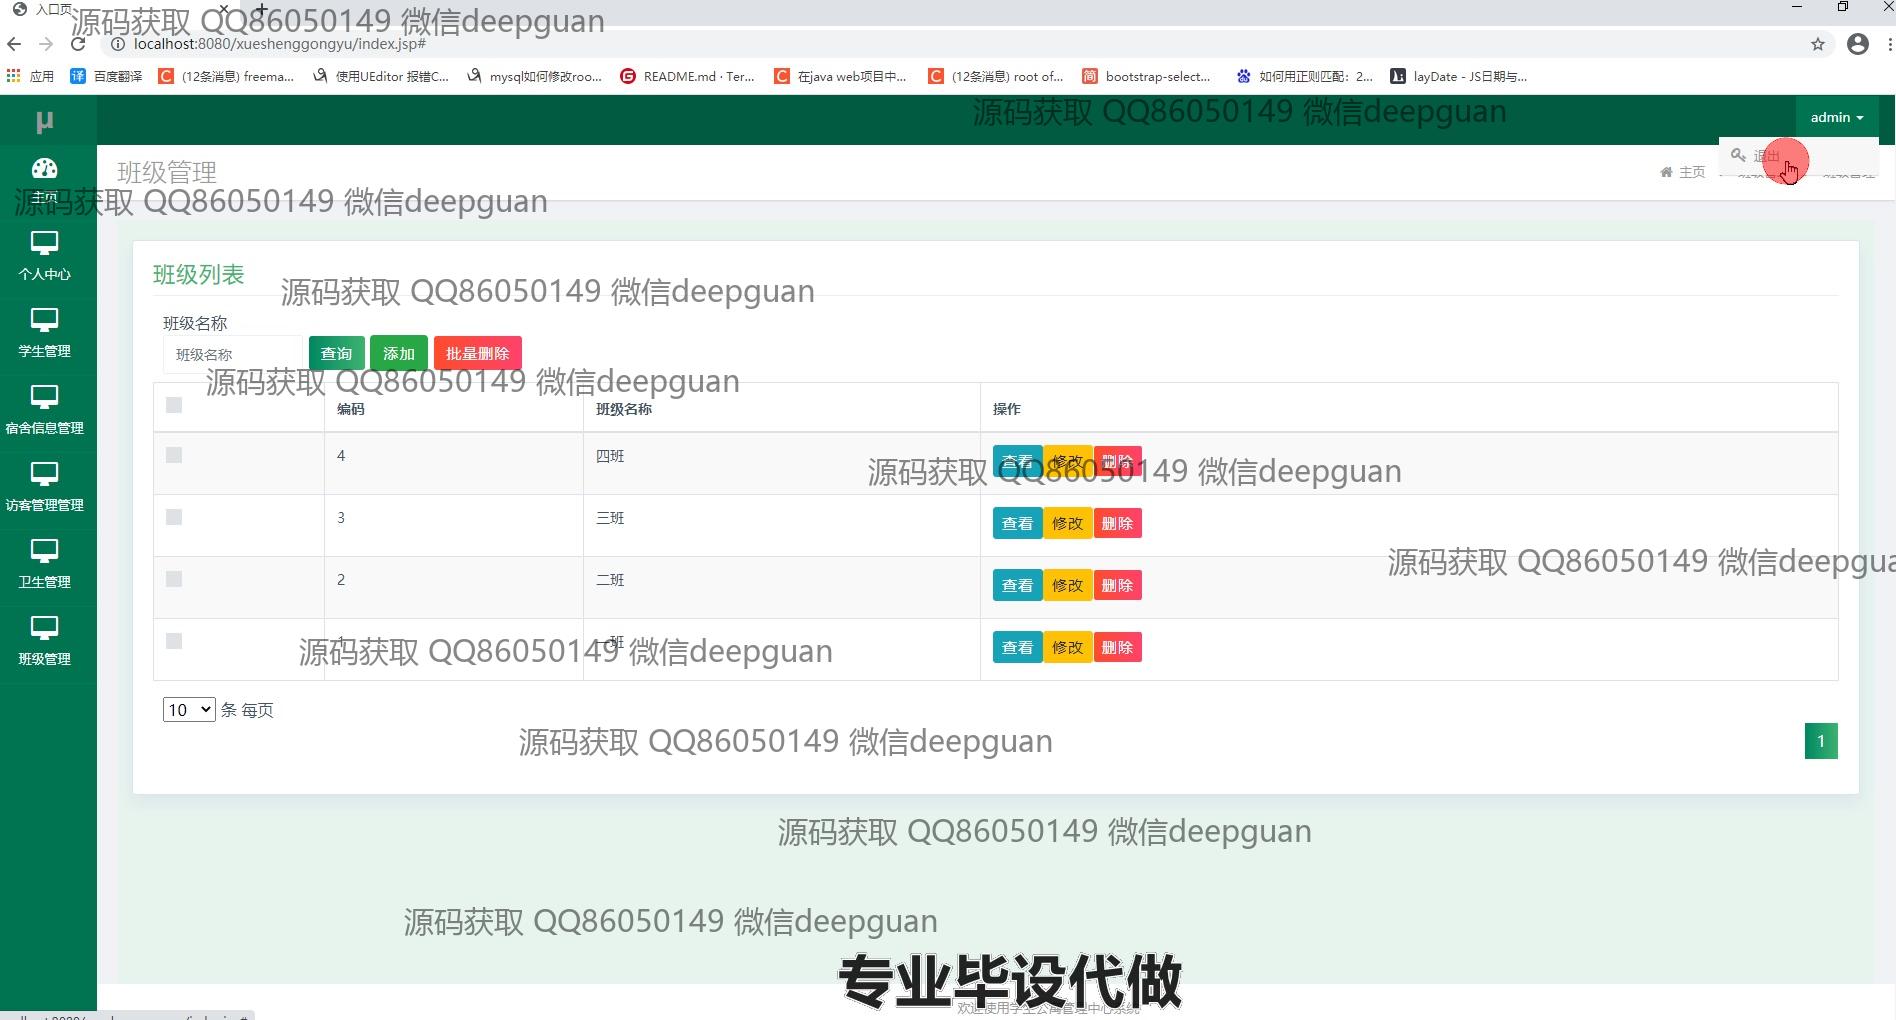 入口页
源码获取 QQ86050149 微信deepguan
localhost:8080/xueshenggongyu/index.jsp#
应用
百度翻译
(12条消息) freema...
使用UEditor 报错C...
mysql如何修改roo...
README.md · Ter...
在java web项目中...
(12条消息) root of...
bootstrap-select...
如何用正则匹配：2...
layDate - JS日期与...
源码获取 QQ86050149 微信deepguan
μ
admin
退出
班级管理
主页
主页
源码获取 QQ86050149 微信deepguan
个人中心
学生管理
宿舍信息管理
访客管理管理
卫生管理
班级管理
班级列表
源码获取 QQ86050149 微信deepguan
班级名称
班级名称
查询 添加 批量删除
源码获取 QQ86050149 微信deepguan
编码 班级名称 操作
4 四班 查看 修改 删除
源码获取 QQ86050149 微信deepguan
3 三班 查看 修改 删除
源码获取 QQ86050149 微信deepgua
2 二班 查看 修改 删除
1 一班 查看 修改 删除
源码获取 QQ86050149 微信deepguan
10 条 每页
源码获取 QQ86050149 微信deepguan
1
源码获取 QQ86050149 微信deepguan
源码获取 QQ86050149 微信deepguan
专业毕设代做
欢迎使用学生公寓管理中心系统